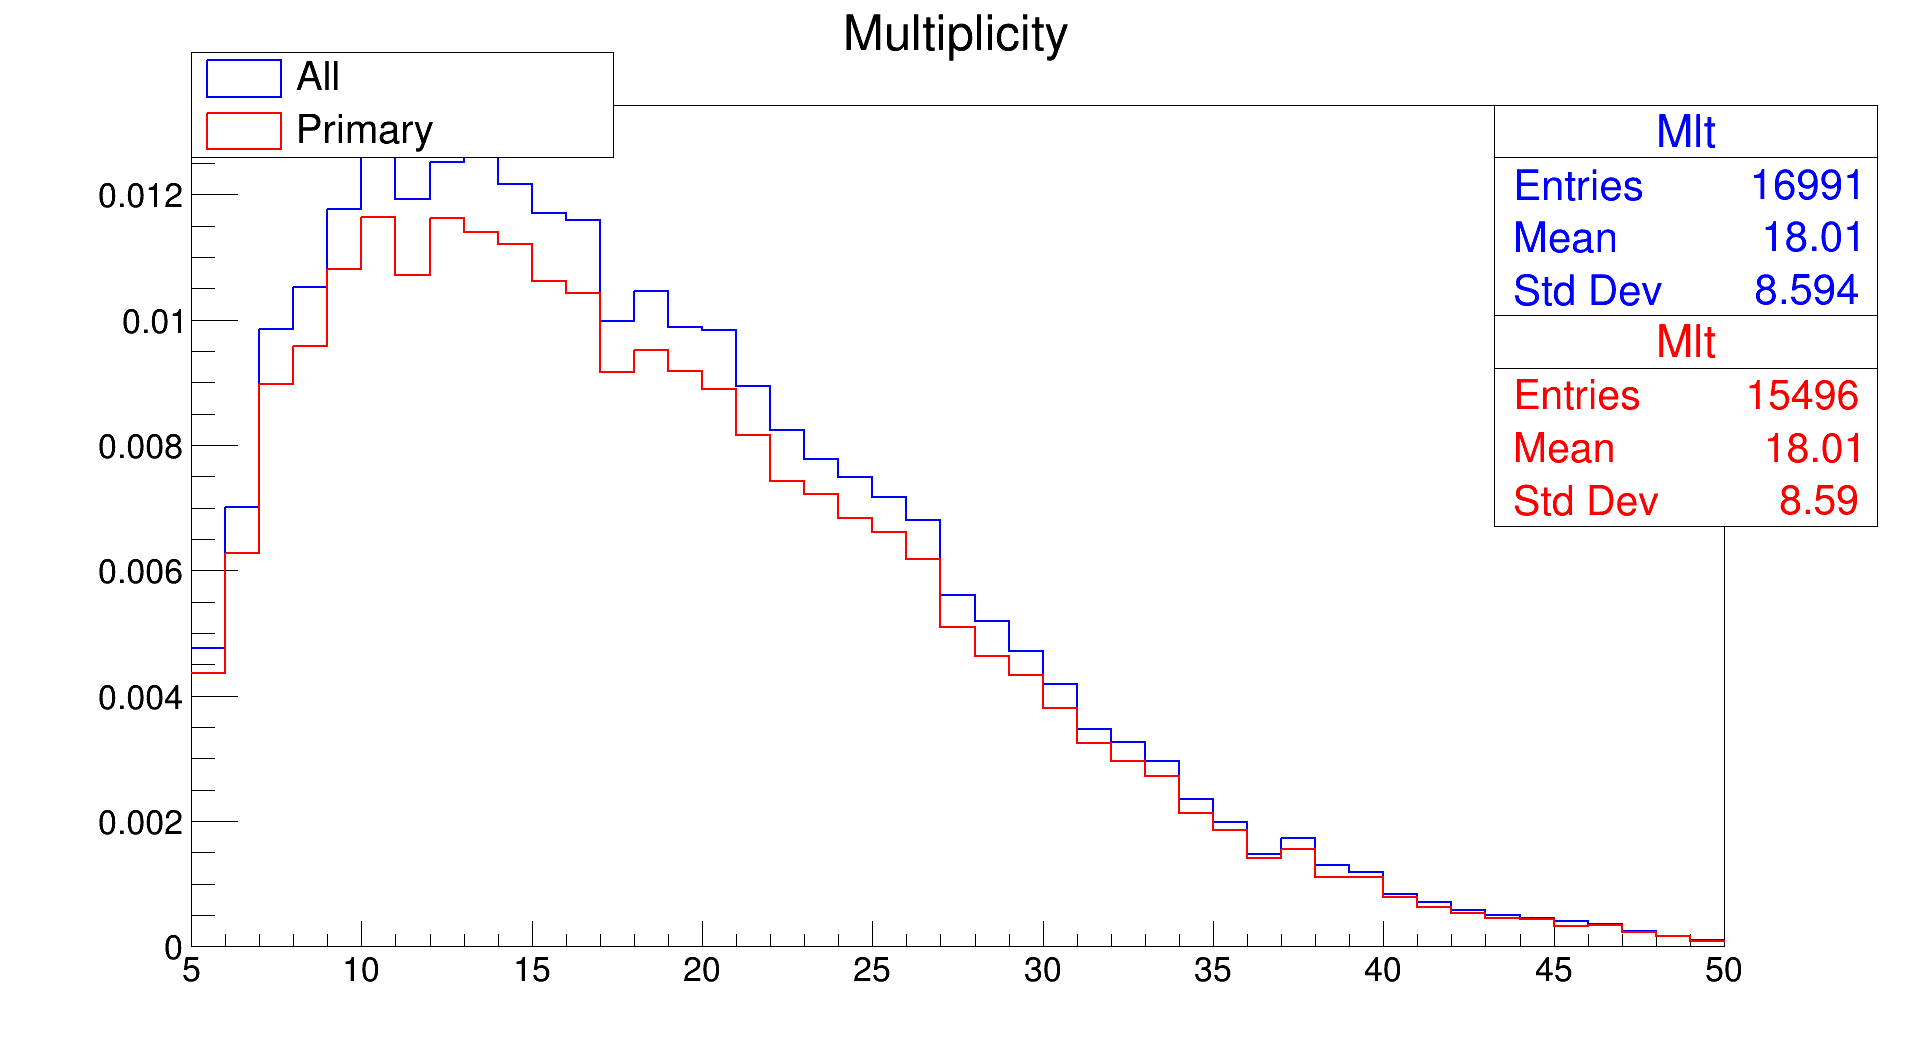 Multiplicity
All
Primary
Mlt
Entries 16991
Mean 18.01
Std Dev 8.594
Mlt
Entries 15496
Mean 18.01
Std Dev 8.59
0.012
0.01
0.008
0.006
0.004
0.002
0
5 10 15 20 25 30 35 40 45 50